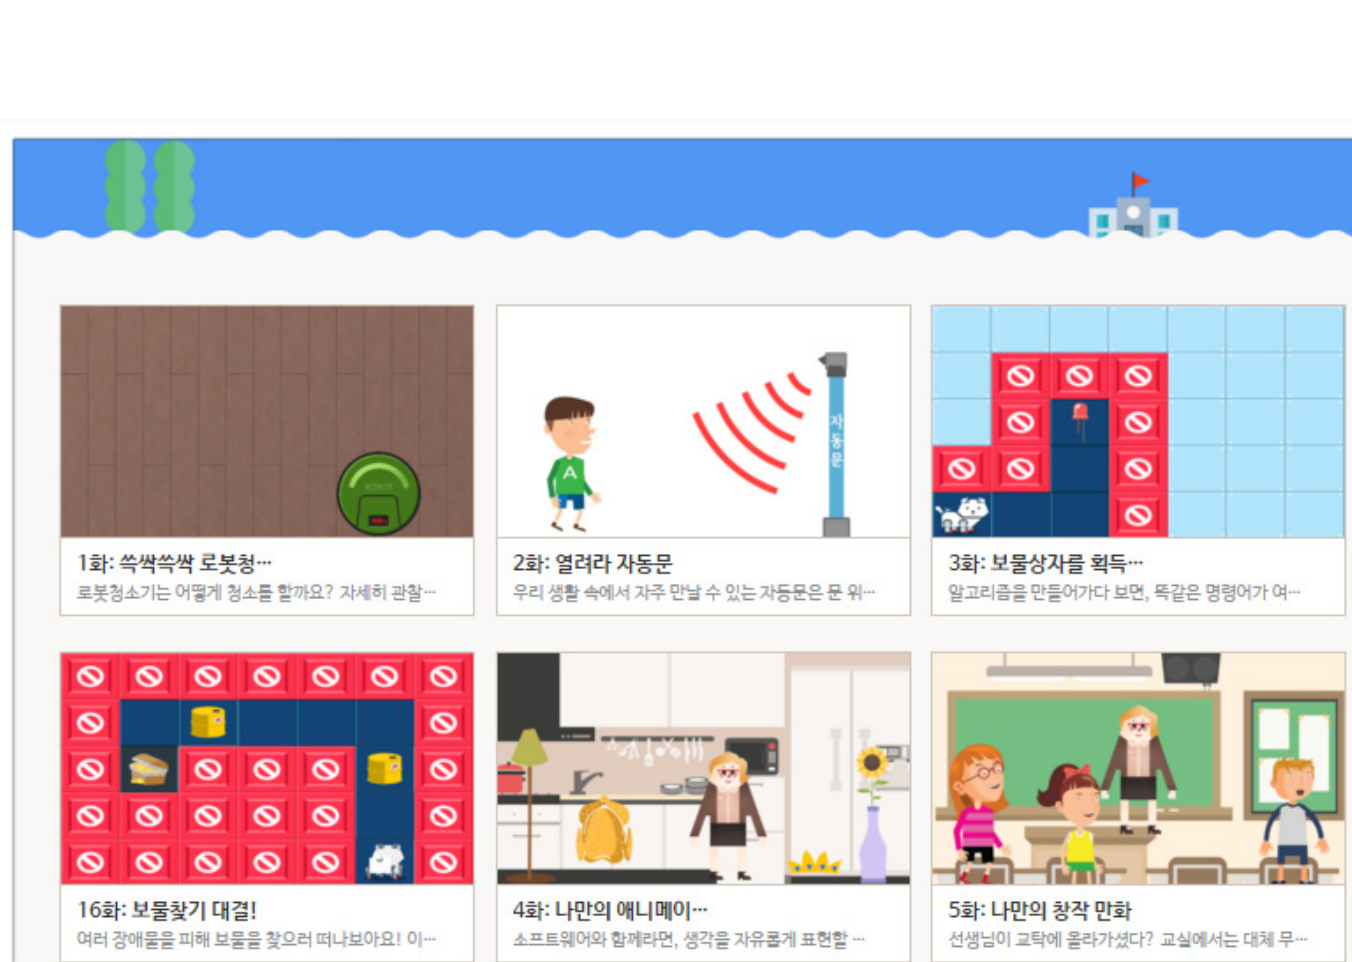 자동문
1화: 쓱싹쓱싹 로봇청…
로봇청소기는 어떻게 청소를 할까요? 자세히 관찰…
A
2화: 열려라 자동문
우리 생활 속에서 자주 만날 수 있는 자동문은 문 위…
3화: 보물상자를 획득…
알고리즘을 만들어가다 보면, 똑같은 명령어가 여…
ROBOT
16화: 보물찾기 대결!
여러 장애물을 피해 보물을 찾으러 떠나보아요! 이…
4화: 나만의 애니메이…
소프트웨어와 함께라면, 생각을 자유롭게 표현할 …
5화: 나만의 창작 만화
선생님이 교탁에 올라가셨다? 교실에서는 대체 무…